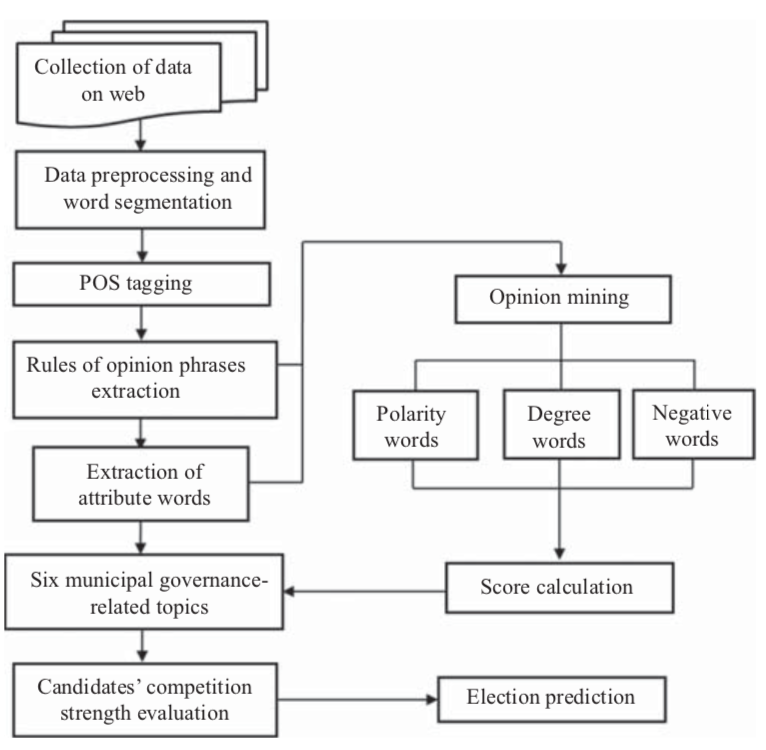 Collection of data
on web
Data preprocessing and
word segmentation
POS tagging
Rules of opinion phrases
extraction
Extraction of
attribute words
Six municipal governance-
related topics
Candidates' competition
strength evaluation
Opinion mining
Polarity
words
Degree
words
Negative
words
Score calculation
Election prediction